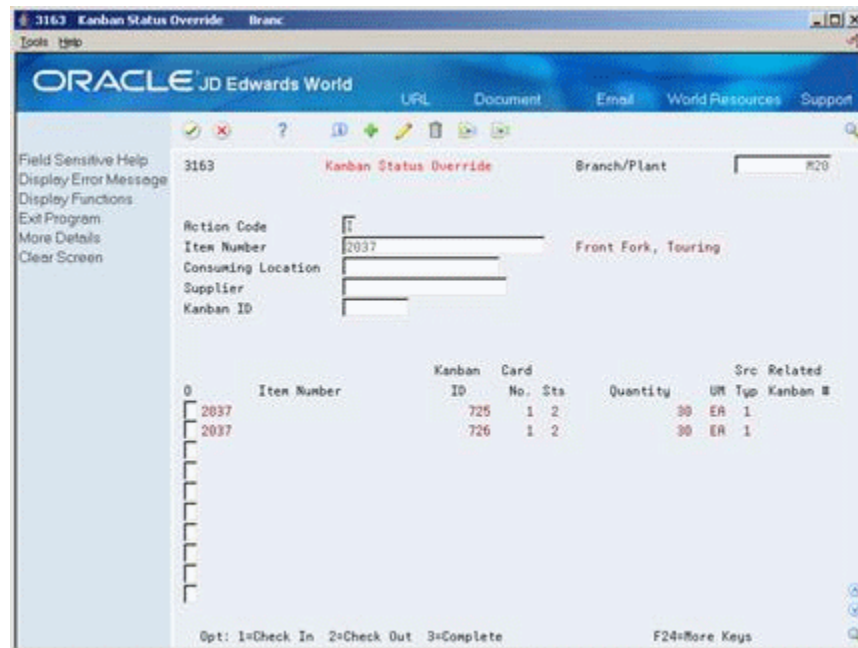 3163 Kanban Status Override Branc
Tools Help
ORACLE JD Edwards World
URL Document Email World Resources Support
Field Sensitive Help
Display Error Message
Display Functions
Exit Program
More Details
Clear Screen
3163 Kanban Status Override Branch/Plant M20
Action Code I
Item Number 2037 Front Fork, Touring
Consuming Location
Supplier
Kanban ID
Kanban Card Src Related
O Item Number ID No. Sts Quantity UM Typ Kanban #
2037 725 1 2 30 EA 1
2037 726 1 2 30 EA 1
Opt: 1=Check In 2=Check Out 3=Complete F24=More Keys